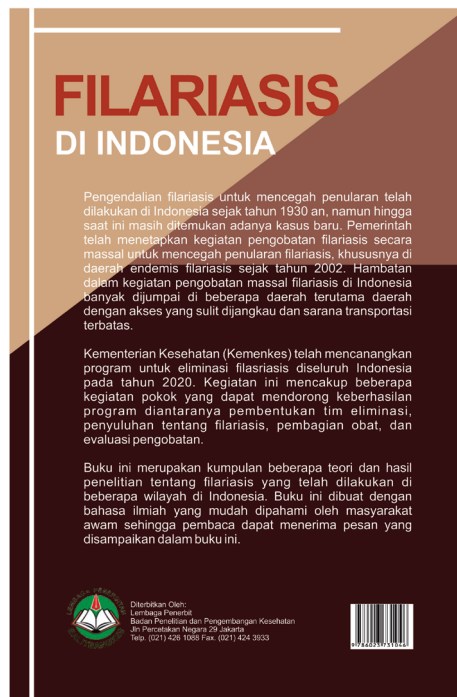 FILARIASIS
DI INDONESIA
Pengendalian filariasis untuk mencegah penularan telah
dilakukan di Indonesia sejak tahun 1930 an, namun hingga
saat ini masih ditemukan adanya kasus baru. Pemerintah
telah menetapkan kegiatan pengobatan filariasis secara
massal untuk mencegah penularan filariasis, khususnya di
daerah endemis filariasis sejak tahun 2002. Hambatan
dalam kegiatan pengobatan massal filariasis di Indonesia
banyak dijumpai di beberapa daerah terutama daerah
dengan akses yang sulit dijangkau dan sarana transportasi
terbatas.
Kementerian Kesehatan (Kemenkes) telah mencanangkan
program untuk eliminasi filasriasis diseluruh Indonesia
pada tahun 2020. Kegiatan ini mencakup beberapa
kegiatan pokok yang dapat mendorong keberhasilan
program diantaranya pembentukan tim eliminasi,
penyuluhan tentang filariasis, pembagian obat, dan
evaluasi pengobatan.
Buku ini merupakan kumpulan beberapa teori dan hasil
penelitian tentang filariasis yang telah dilakukan di
beberapa wilayah di Indonesia. Buku ini dibuat dengan
bahasa ilmiah yang mudah dipahami oleh masyarakat
awam sehingga pembaca dapat menerima pesan yang
disampaikan dalam buku ini.
LEMBAGA PENERBIT
Diterbitkan Oleh:
Lembaga Penerbit
Badan Penelitian dan Pengembangan Kesehatan
Jln Percetakan Negara 29 Jakarta
Telp. (021) 426 1088 Fax. (021) 424 3933
9 786023 731046